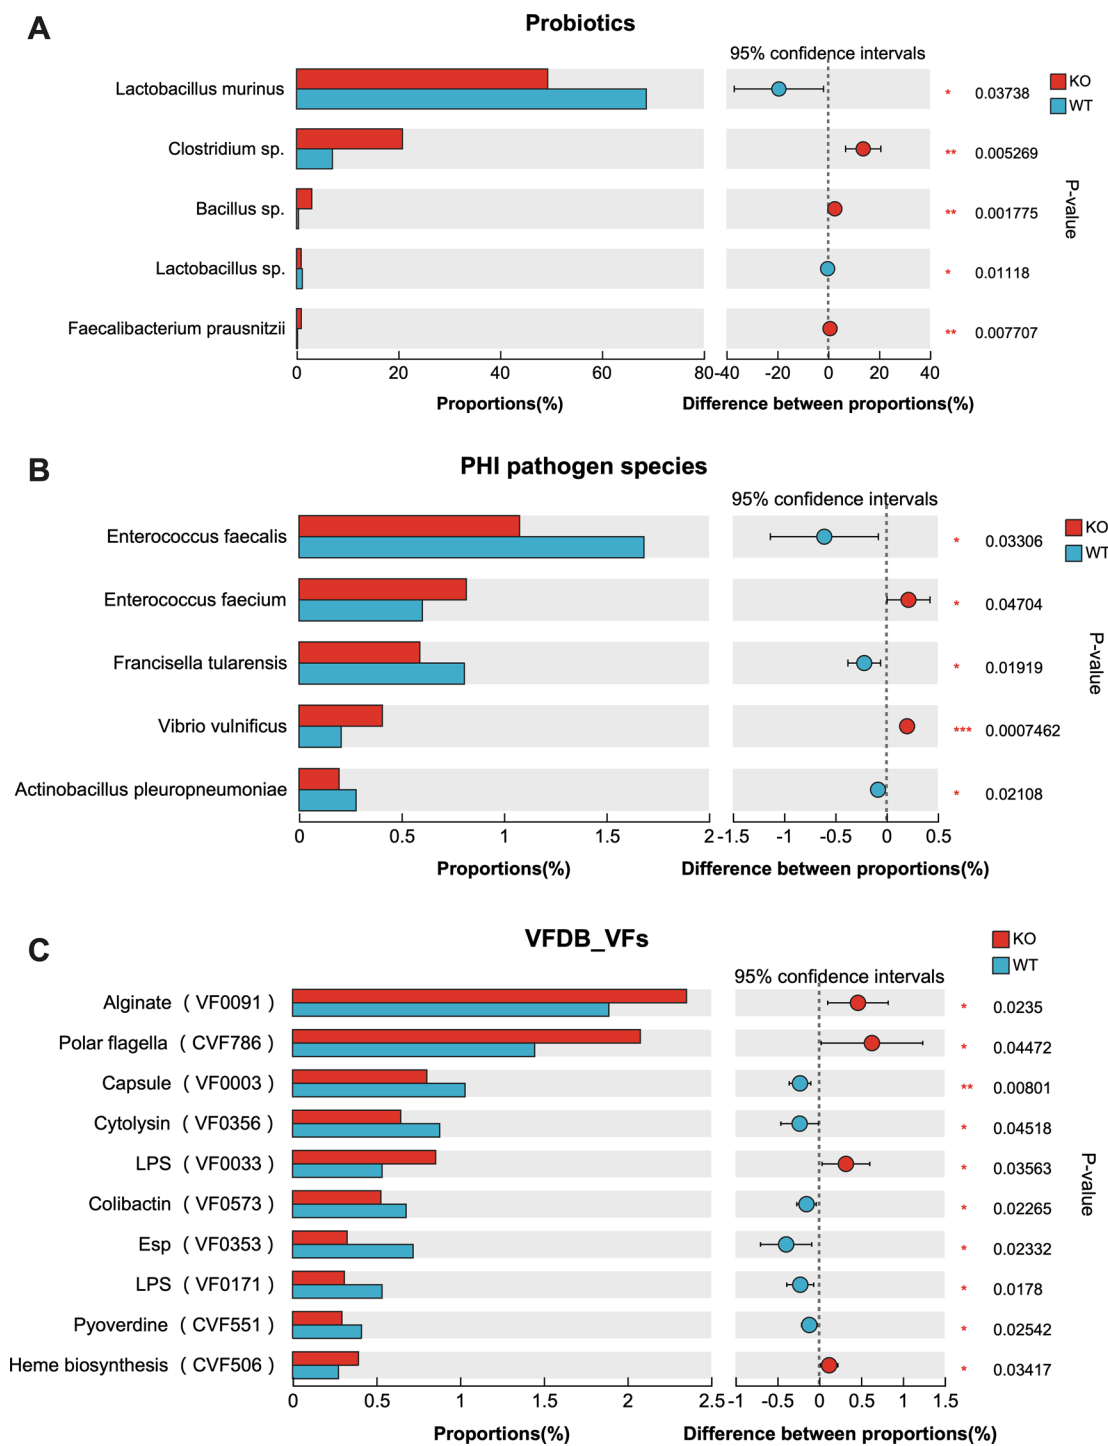 A
Probiotics
95% confidence intervals
KO
WT
Lactobacillus murinus
* 0.03738
Clostridium sp.
** 0.005269
Bacillus sp.
** 0.001775
Lactobacillus sp.
* 0.01118
Faecalibacterium prausnitzii
** 0.007707
P-value
0 20 40 60 80 -40 -20 0 20 40
Proportions(%)
Difference between proportions(%)
B
PHI pathogen species
95% confidence intervals
KO
WT
Enterococcus faecalis
* 0.03306
Enterococcus faecium
* 0.04704
Francisella tularensis
* 0.01919
Vibrio vulnificus
*** 0.0007462
Actinobacillus pleuropneumoniae
* 0.02108
P-value
0 0.5 1 1.5 2 -1.5 -1 -0.5 0 0.5
Proportions(%)
Difference between proportions(%)
C
VFDB_VFs
95% confidence intervals
KO
WT
Alginate (VF0091)
* 0.0235
Polar flagella (CVF786)
* 0.04472
Capsule (VF0003)
** 0.00801
Cytolysin (VF0356)
* 0.04518
LPS (VF0033)
* 0.03563
Colibactin (VF0573)
* 0.02265
Esp (VF0353)
* 0.02332
LPS (VF0171)
* 0.0178
Pyoverdine (CVF551)
* 0.02542
Heme biosynthesis (CVF506)
* 0.03417
P-value
0 0.5 1 1.5 2 2.5 -1 -0.5 0 0.5 1 1.5
Proportions(%)
Difference between proportions(%)